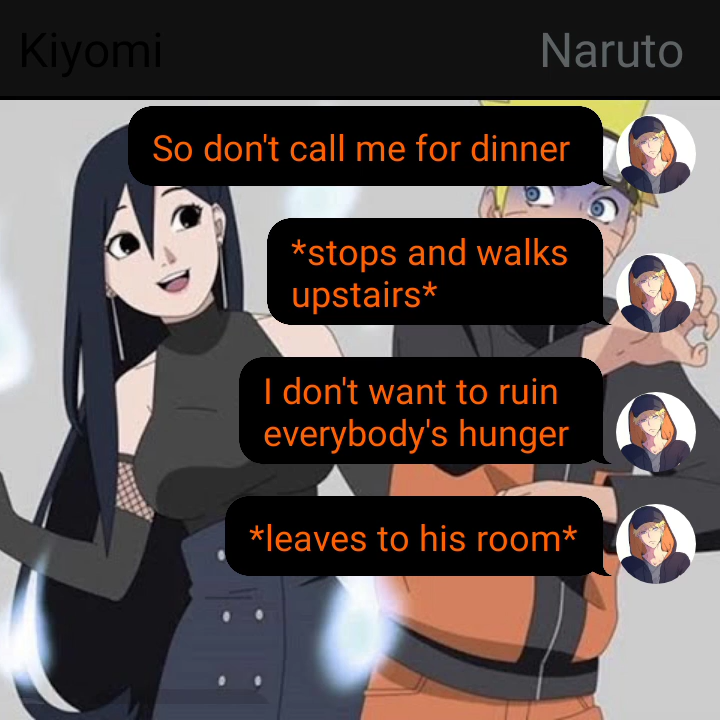 Kiyomi
Naruto
So don't call me for dinner
*stops and walks
upstairs*
I don't want to ruin
everybody's hunger
*leaves to his room*